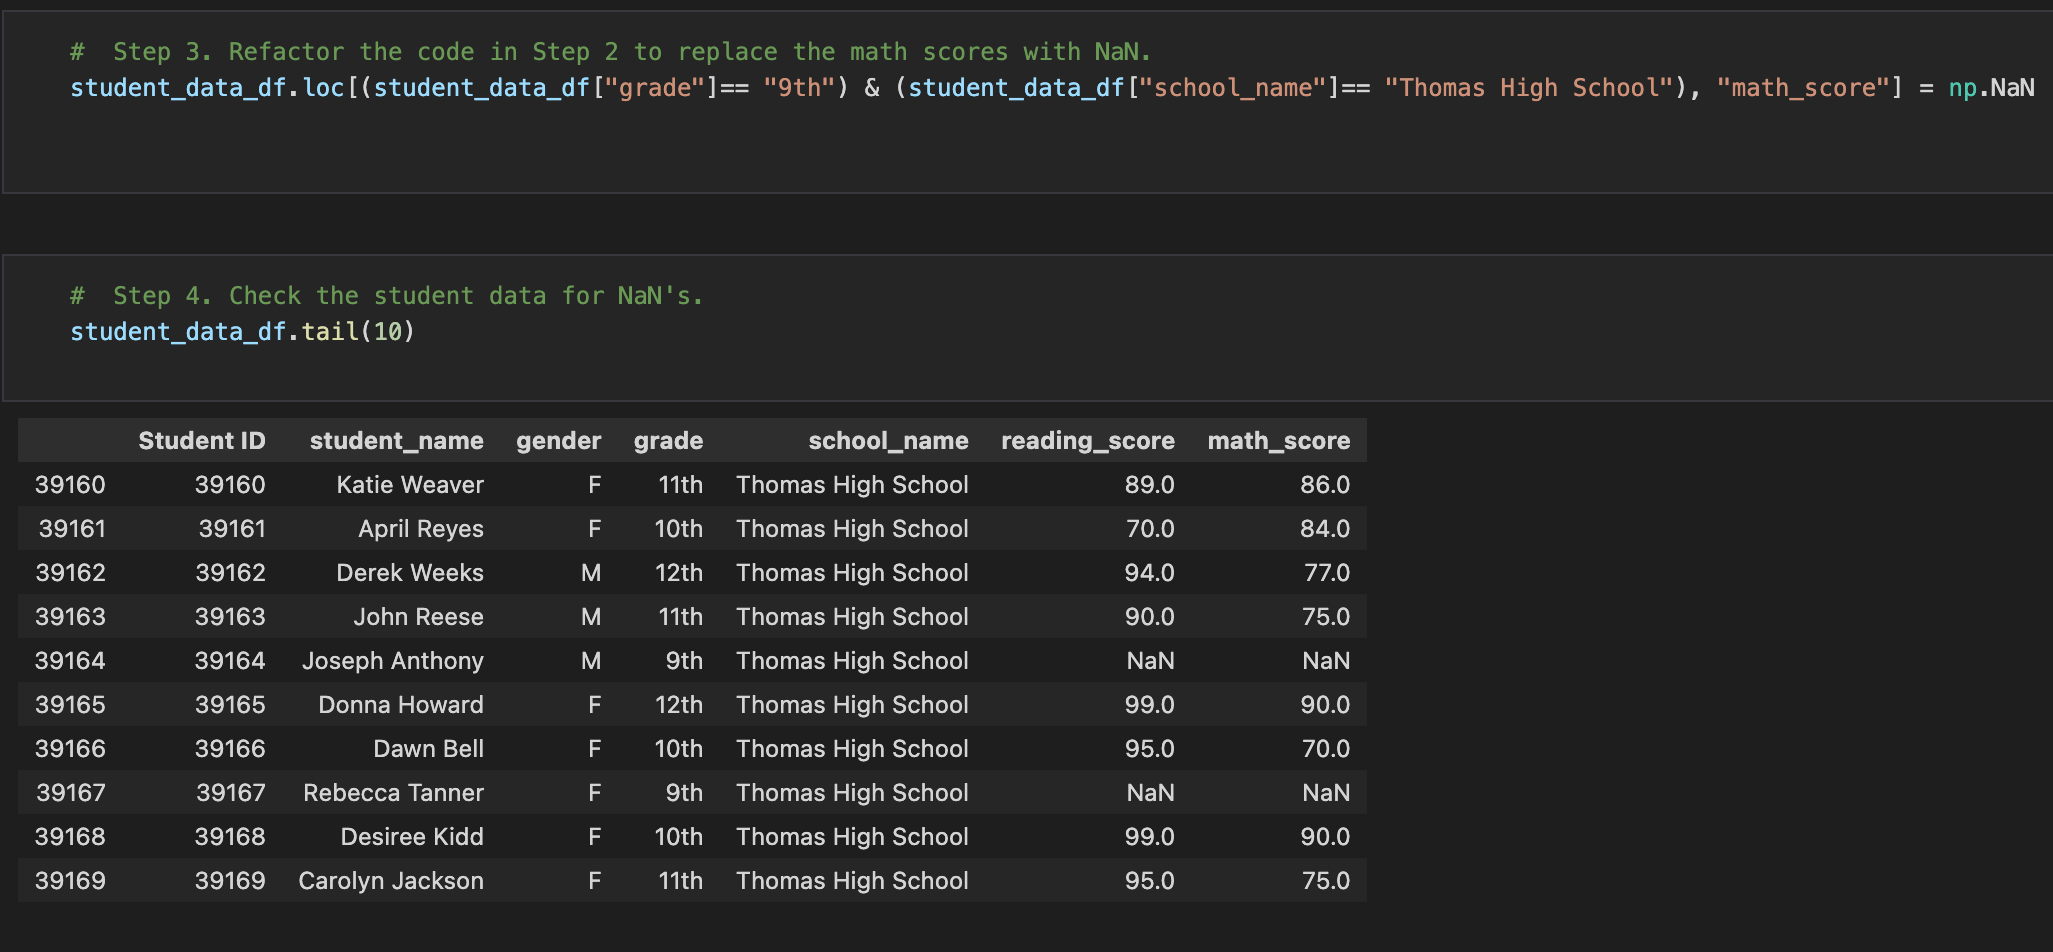 #  Step 3. Refactor the code in Step 2 to replace the math scores with NaN.
student_data_df.loc[(student_data_df["grade"]== "9th") & (student_data_df["school_name"]== "Thomas High School"), "math_score"] = np.NaN
#  Step 4. Check the student data for NaN's.
student_data_df.tail(10)
Student ID student_name gender grade school_name reading_score math_score
39160 39160 Katie Weaver F 11th Thomas High School 89.0 86.0
39161 39161 April Reyes F 10th Thomas High School 70.0 84.0
39162 39162 Derek Weeks M 12th Thomas High School 94.0 77.0
39163 39163 John Reese M 11th Thomas High School 90.0 75.0
39164 39164 Joseph Anthony M 9th Thomas High School NaN NaN
39165 39165 Donna Howard F 12th Thomas High School 99.0 90.0
39166 39166 Dawn Bell F 10th Thomas High School 95.0 70.0
39167 39167 Rebecca Tanner F 9th Thomas High School NaN NaN
39168 39168 Desiree Kidd F 10th Thomas High School 99.0 90.0
39169 39169 Carolyn Jackson F 11th Thomas High School 95.0 75.0